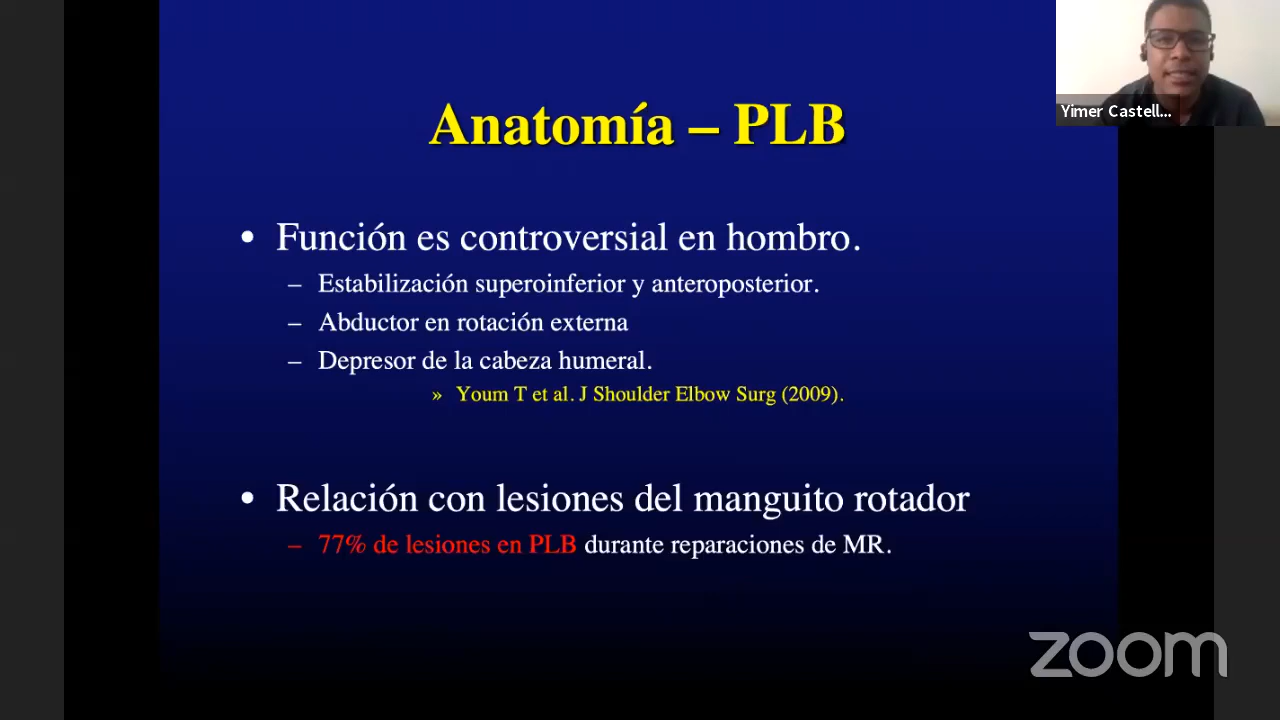 Anatomía – PLB
Yimer Castell...
• Función es controversial en hombro.
– Estabilización superoinferior y anteroposterior.
– Abductor en rotación externa
– Depresor de la cabeza humeral.
» Youm T et al. J Shoulder Elbow Surg (2009).
• Relación con lesiones del manguito rotador
– 77% de lesiones en PLB durante reparaciones de MR.
zoom